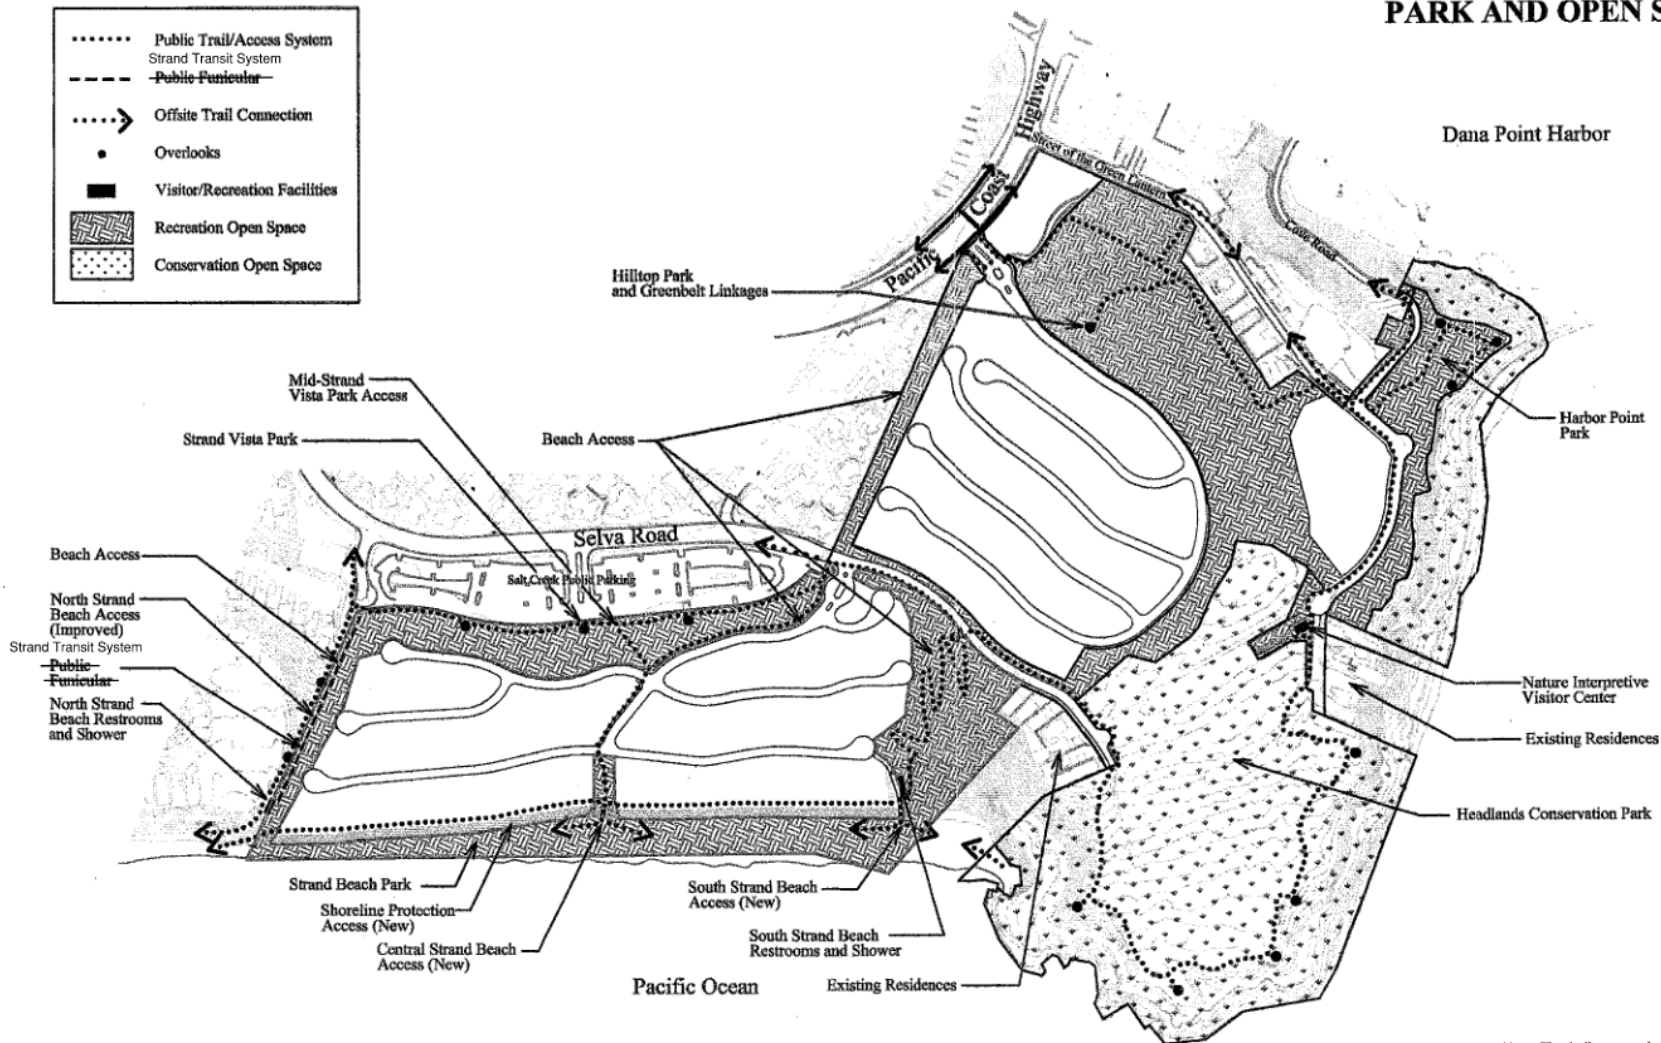 PARK AND OPEN S
Public Trail/Access System
Strand Transit System
Public Funicular
Offsite Trail Connection
Overlooks
Visitor/Recreation Facilities
Recreation Open Space
Conservation Open Space
Dana Point Harbor
Pacific
Coast
Highway
Street of the Green Lantern
Cove Road
Hilltop Park
and Greenbelt Linkages
Mid-Strand
Vista Park Access
Strand Vista Park
Beach Access
Harbor Point
Park
Selva Road
Salt Creek Public Parking
Beach Access
North Strand
Beach Access
(Improved)
Strand Transit System
Public
Funicular
North Strand
Beach Restrooms
and Shower
Nature Interpretive
Visitor Center
Existing Residences
Headlands Conservation Park
Strand Beach Park
Shoreline Protection
Access (New)
Central Strand Beach
Access (New)
South Strand Beach
Access (New)
South Strand Beach
Restrooms and Shower
Existing Residences
Pacific Ocean